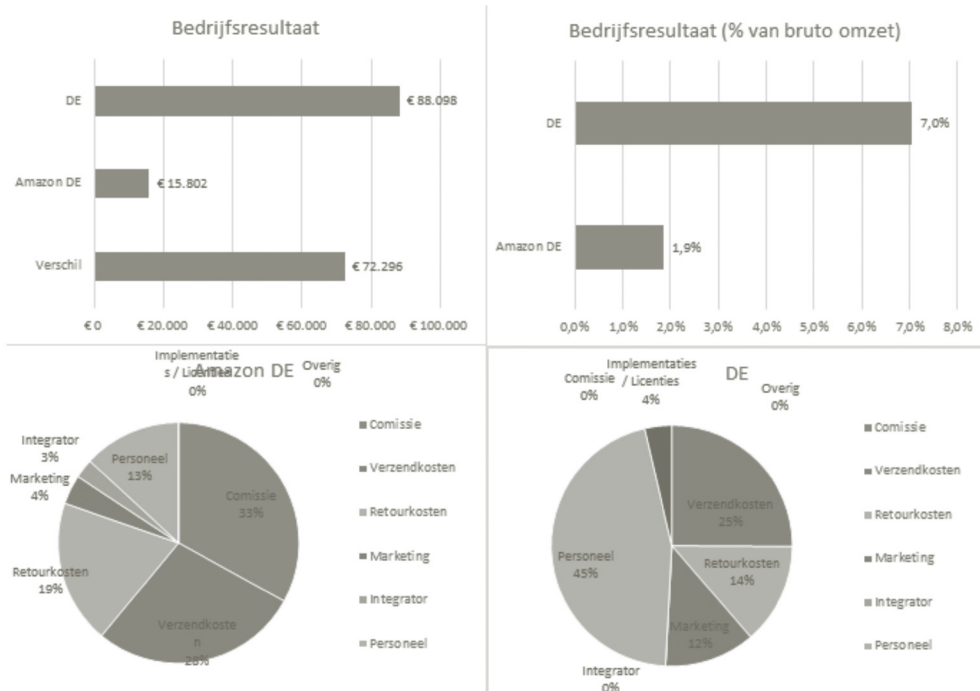 Bedrijfsresultaat
DE
€ 88.098
Amazon DE
€ 15.802
Verschil
€ 72.296
€ 0
€ 20.000
€ 40.000
€ 60.000
€ 80.000
€ 100.000
Bedrijfsresultaat (% van bruto omzet)
DE
7,0%
Amazon DE
1,9%
0,0%
1,0%
2,0%
3,0%
4,0%
5,0%
6,0%
7,0%
8,0%
Amazon DE
Implementatie
s / Licenties
0%
Overig
0%
Integrator
3%
Marketing
4%
Personeel
13%
Comissie
33%
Retourkosten
19%
Verzendkoste
n
28%
Comissie
Verzendkosten
Retourkosten
Marketing
Integrator
Personeel
DE
Implementaties
/ Licenties
4%
Comissie
0%
Overig
0%
Verzendkosten
25%
Personeel
45%
Retourkosten
14%
Marketing
12%
Integrator
0%
Comissie
Verzendkosten
Retourkosten
Marketing
Integrator
Personeel